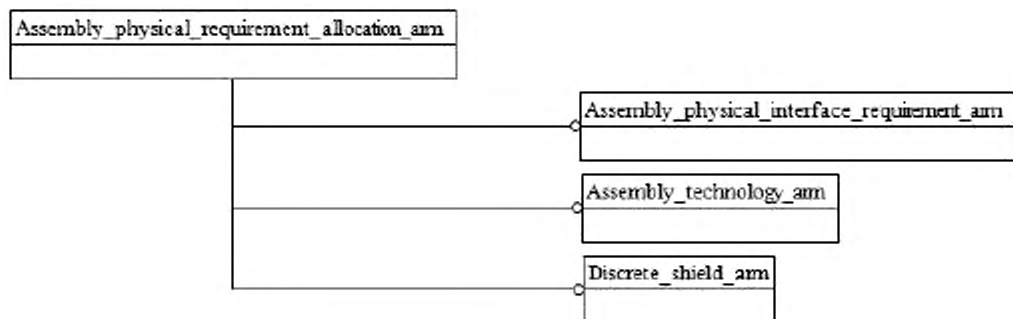 Assembly_physical_requirement_allocation_arm
Assembly_physical_interface_requirement_arm
Assembly_technology_arm
Discrete_shield_arm